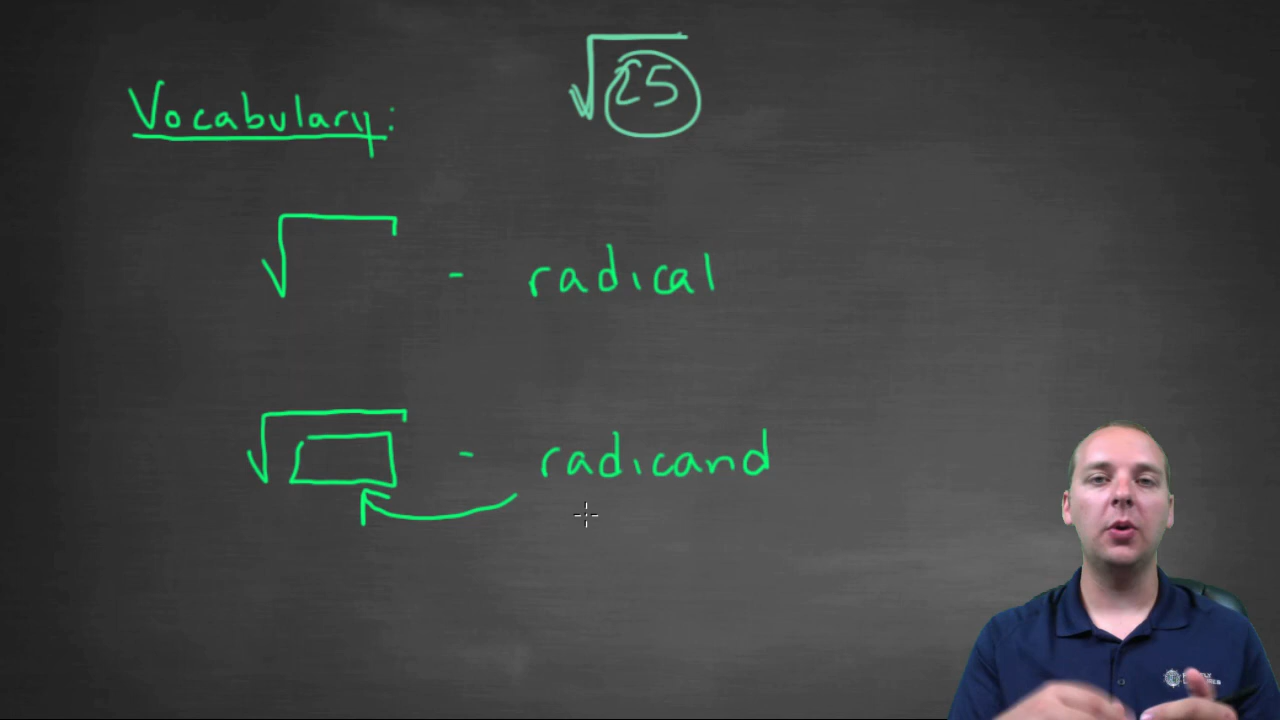 √25
Vocabulary:
√ - radical
√ - radicand